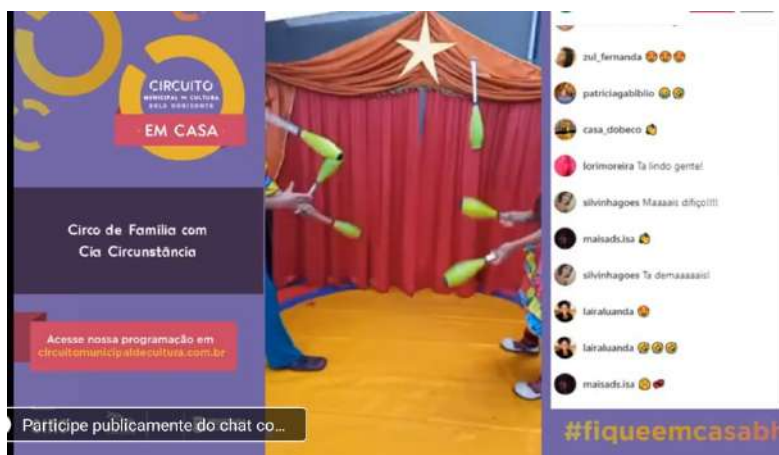 CIRCUITO
MUNICIPAL DE CULTURA
BELO HORIZONTE
EM CASA
Circo de Família com
Cia Circunstância
Acesse nossa programação em
circuitomunicipaldecultura.com.br
Participe publicamente do chat co...
zul_fernanda 😍😍😍
patriciagabiblio 😂🤣
casa_dobeco 👏
lorimoreira Ta lindo gente!
silvinhagoes Maaaais difiço!!!!
maisads.isa 👏
silvinhagoes Ta demaaaaais!
lairaluanda 😍
lairaluanda 🤣🤣🤣
maisads.isa
#fiqueemcasabh